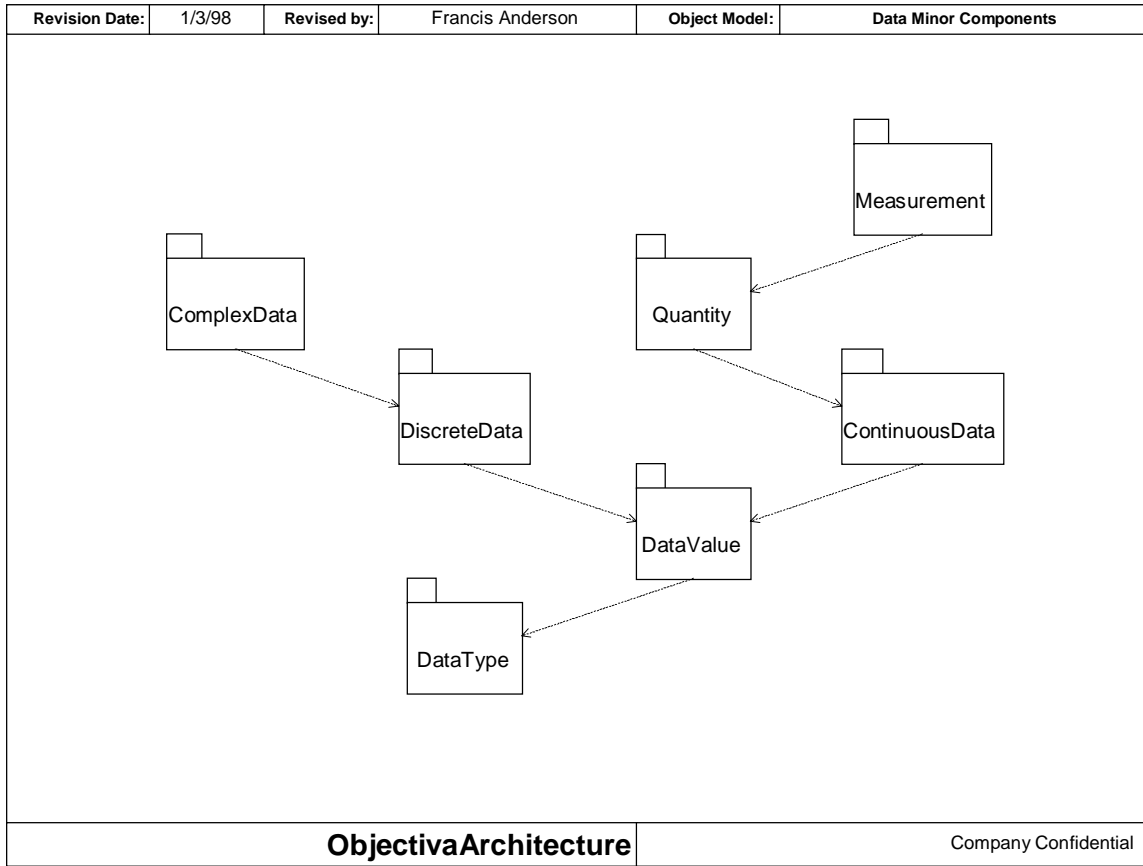 Revision Date: 1/3/98 Revised by: Francis Anderson Object Model: Data Minor Components
Measurement
ComplexData
Quantity
DiscreteData
ContinuousData
DataValue
DataType
ObjectivaArchitecture
Company Confidential